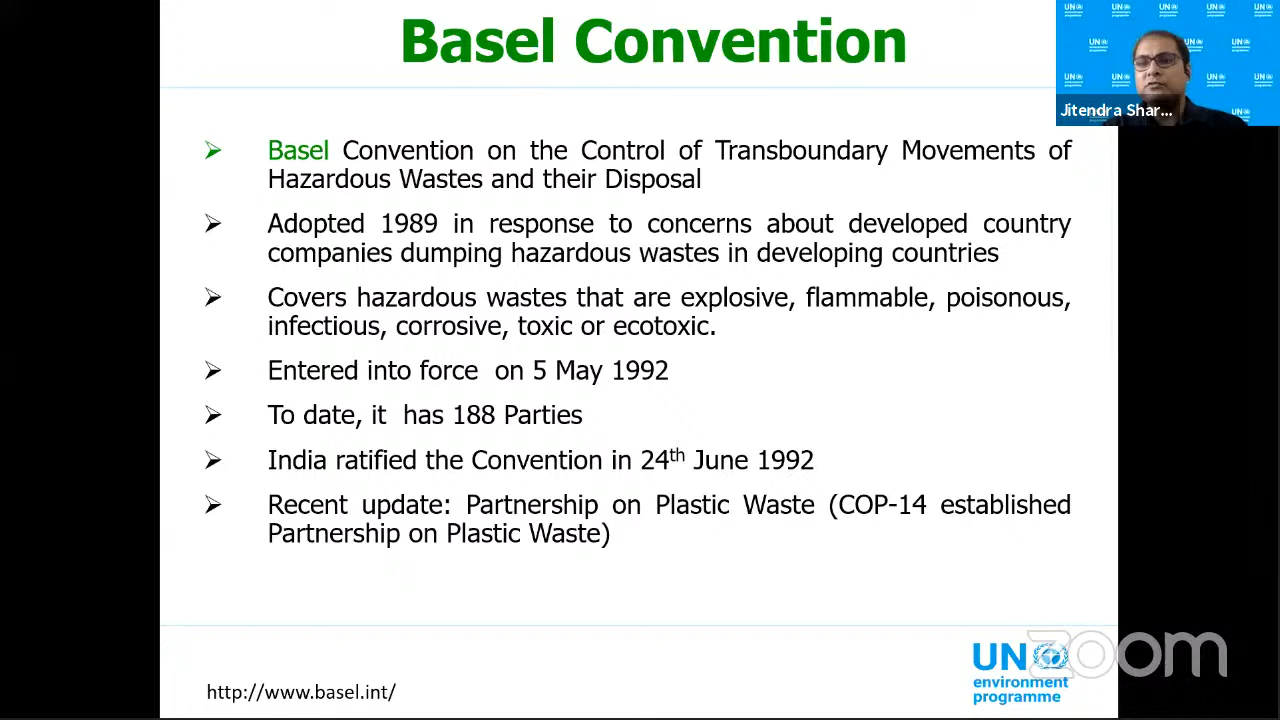 Basel Convention
Jitendra Shar...
Basel Convention on the Control of Transboundary Movements of
Hazardous Wastes and their Disposal
Adopted 1989 in response to concerns about developed country
companies dumping hazardous wastes in developing countries
Covers hazardous wastes that are explosive, flammable, poisonous,
infectious, corrosive, toxic or ecotoxic.
Entered into force on 5 May 1992
To date, it has 188 Parties
India ratified the Convention in 24th June 1992
Recent update: Partnership on Plastic Waste (COP-14 established
Partnership on Plastic Waste)
http://www.basel.int/
UN
environment
programme
zoom